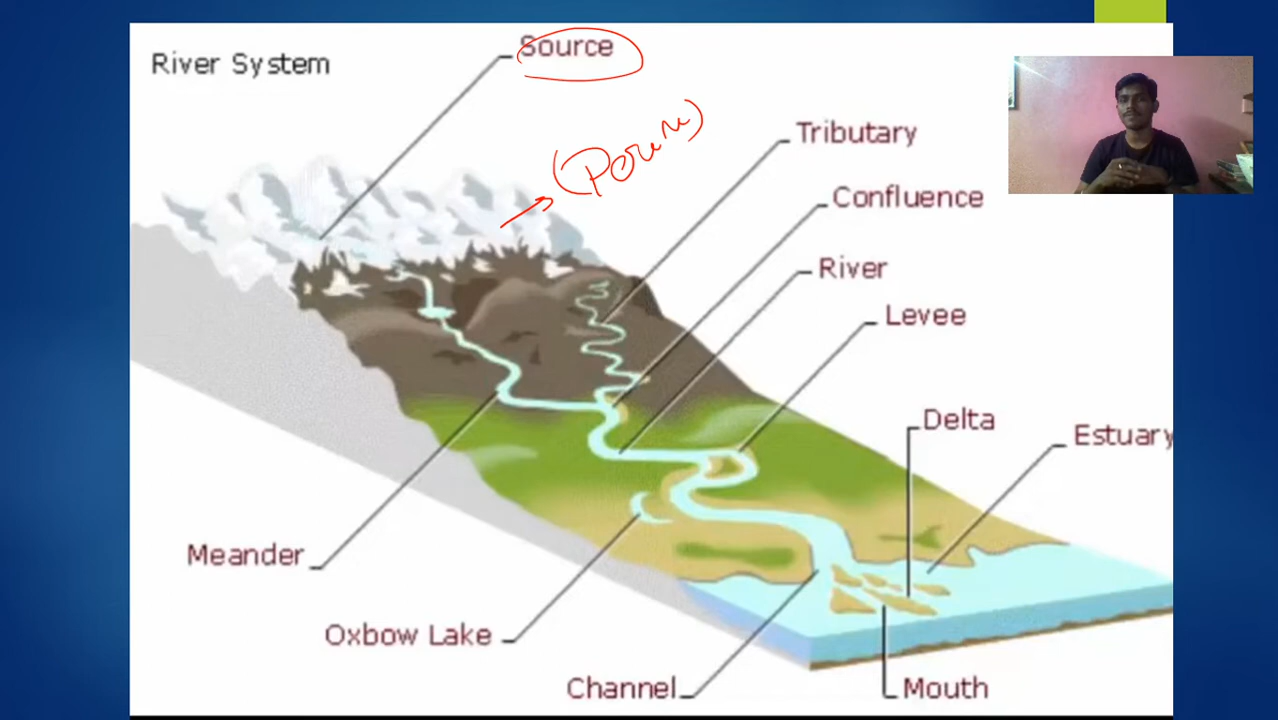 River System
Source
Tributary
Confluence
River
Levee
Delta
Estuary
Meander
Oxbow Lake
Channel
Mouth